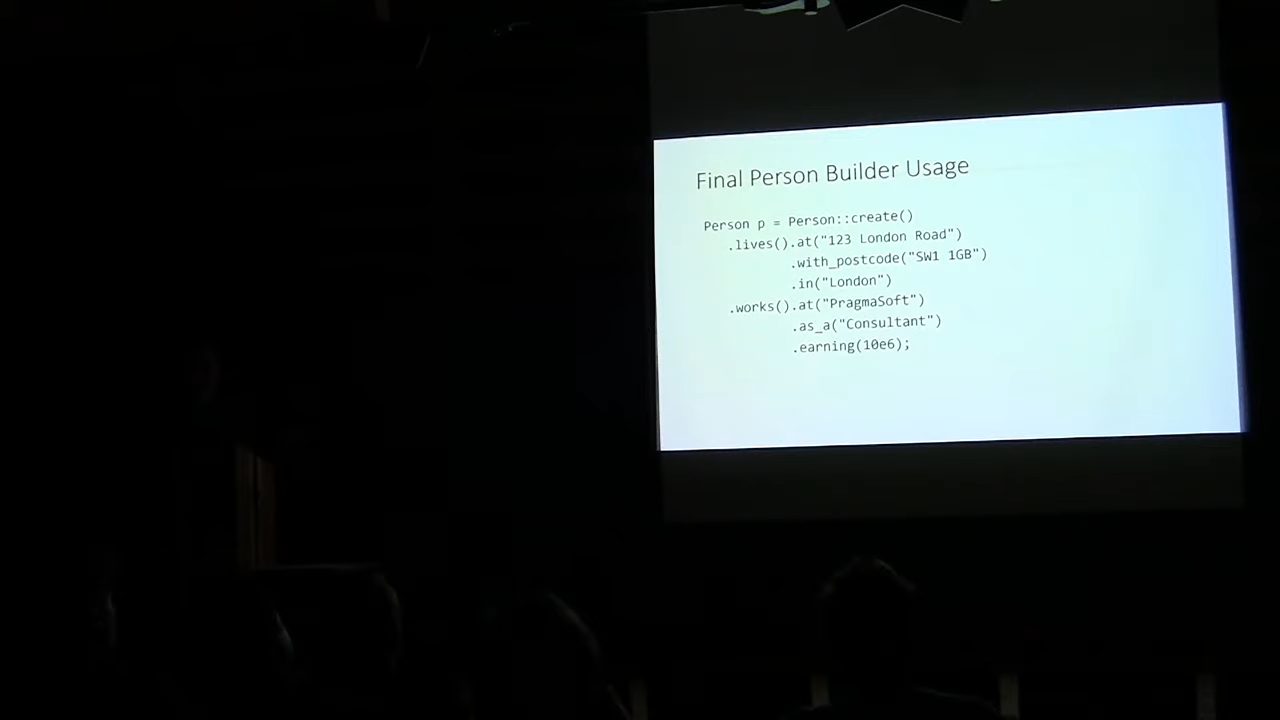 Final Person Builder Usage
Person p = Person::create()
.lives().at("123 London Road")
.with_postcode("SW1 1GB")
.in("London")
.works().at("PragmaSoft")
.as_a("Consultant")
.earning(10e6);